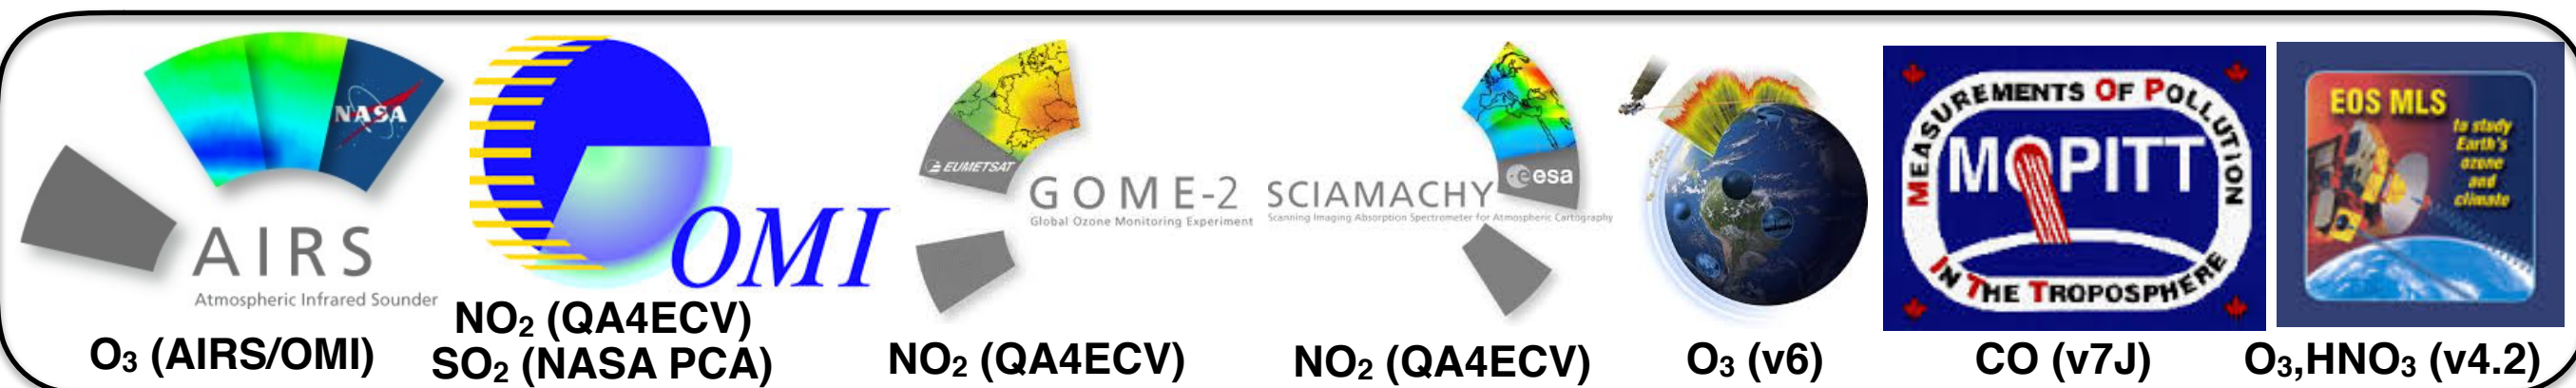 NASA
AIRS
Atmospheric Infrared Sounder
O₃ (AIRS/OMI)
OMI
NO₂ (QA4ECV)
SO₂ (NASA PCA)
EUMETSAT
GOME-2
Global Ozone Monitoring Experiment
NO₂ (QA4ECV)
esa
SCIAMACHY
Scanning Imaging Absorption Spectrometer for Atmospheric Cartography
NO₂ (QA4ECV)
O₃ (v6)
MEASUREMENTS OF POLLUTION
MOPITT
IN THE TROPOSPHERE
CO (v7J)
EOS MLS
to study
Earth's
ozone
and
climate
O₃,HNO₃ (v4.2)